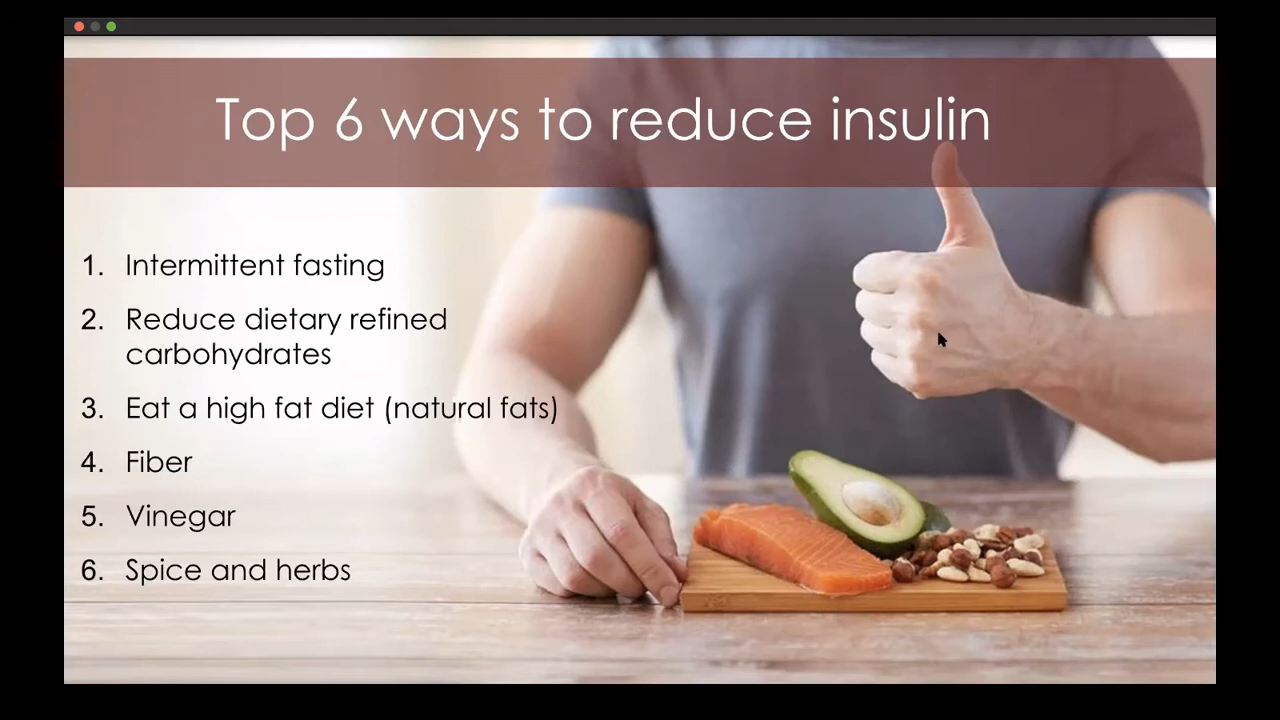 Top 6 ways to reduce insulin
1. Intermittent fasting
2. Reduce dietary refined
carbohydrates
3. Eat a high fat diet (natural fats)
4. Fiber
5. Vinegar
6. Spice and herbs